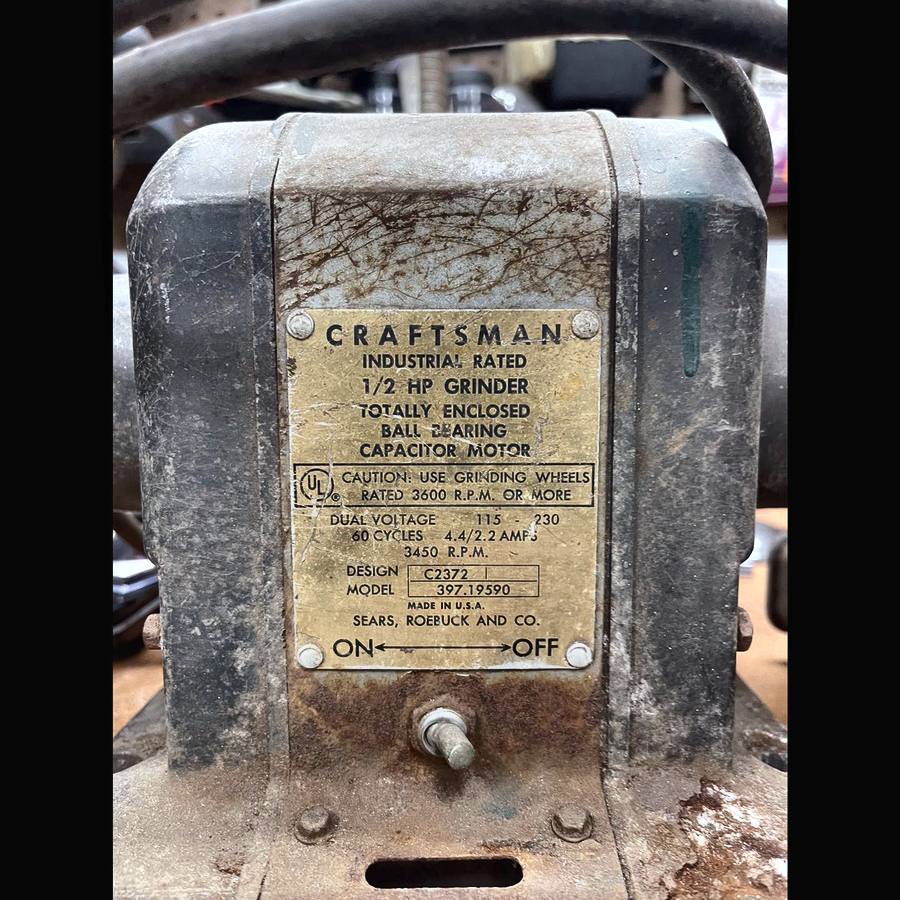 CRAFTSMAN
INDUSTRIAL RATED
1/2 HP GRINDER
TOTALLY ENCLOSED
BALL BEARING
CAPACITOR MOTOR
UL ® CAUTION: USE GRINDING WHEELS
RATED 3600 R.P.M. OR MORE
DUAL VOLTAGE 115 - 230
60 CYCLES 4.4/2.2 AMPS
3450 R.P.M.
DESIGN C2372
MODEL 397.19590
MADE IN U.S.A.
SEARS, ROEBUCK AND CO.
ON OFF